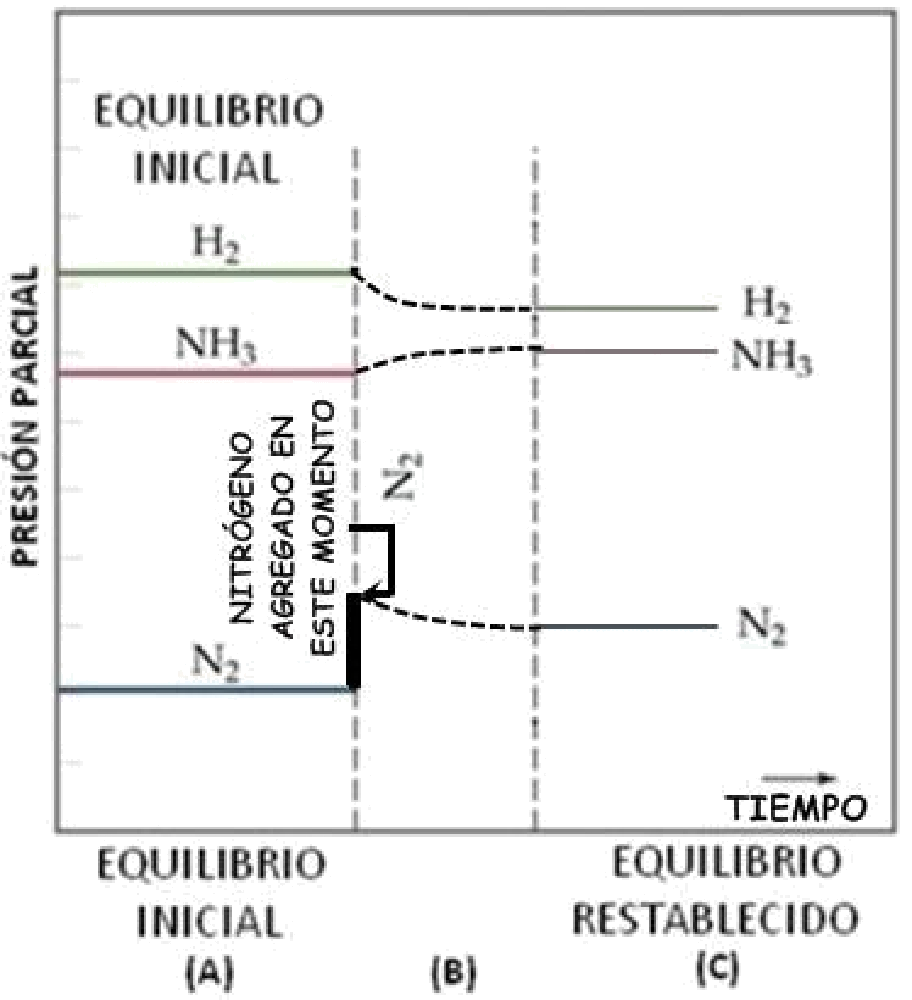 EQUILIBRIO
INICIAL
H₂
NH₃
PRESIÓN PARCIAL
NITRÓGENO
AGREGADO EN
ESTE MOMENTO
N₂
N₂
H₂
NH₃
N₂
TIEMPO
EQUILIBRIO
INICIAL
(A)
(B)
EQUILIBRIO
RESTABLECIDO
(C)